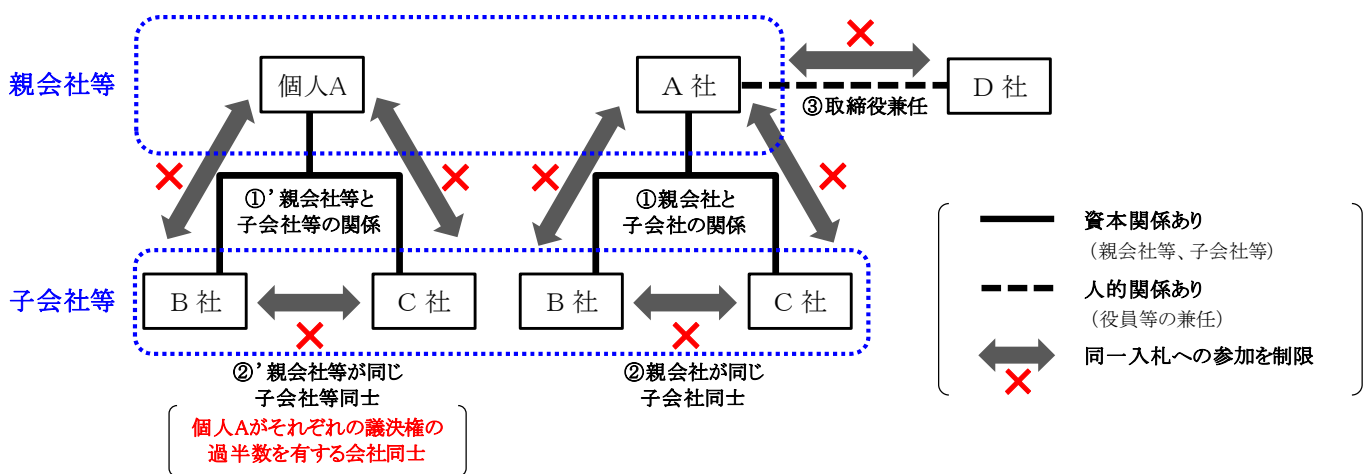 親会社等
個人A
A 社
D 社
③取締役兼任
①’親会社等と
子会社等の関係
①親会社と
子会社の関係
子会社等
B 社
C 社
B 社
C 社
②’親会社等が同じ
子会社等同士
②親会社が同じ
子会社同士
個人Aがそれぞれの議決権の
過半数を有する会社同士
資本関係あり
（親会社等、子会社等）
人的関係あり
（役員等の兼任）
同一入札への参加を制限